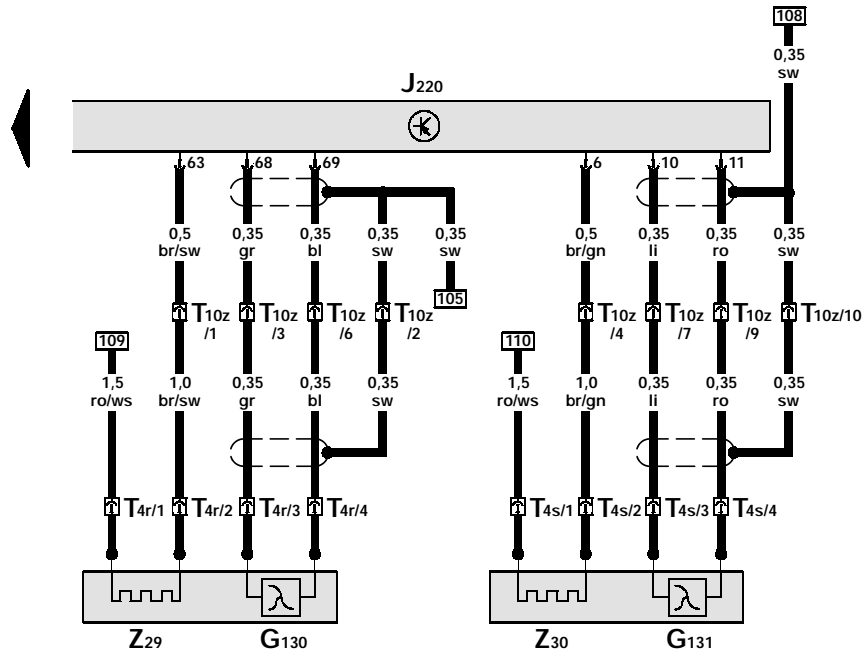 108
0,35
sw
J220
63 68 69 6 10 11
0,5 0,35 0,35 0,35 0,35 0,5 0,35 0,35 0,35
br/sw gr bl sw sw br/gn li ro sw
105
T10z T10z T10z T10z T10z T10z T10z T10z/10
/1 /3 /6 /2 /4 /7 /9
109 110
1,5 1,0 0,35 0,35 0,35 1,5 1,0 0,35 0,35 0,35
ro/ws br/sw gr bl sw ro/ws br/gn li ro sw
T4r/1 T4r/2 T4r/3 T4r/4 T4s/1 T4s/2 T4s/3 T4s/4
Z29 G130 Z30 G131